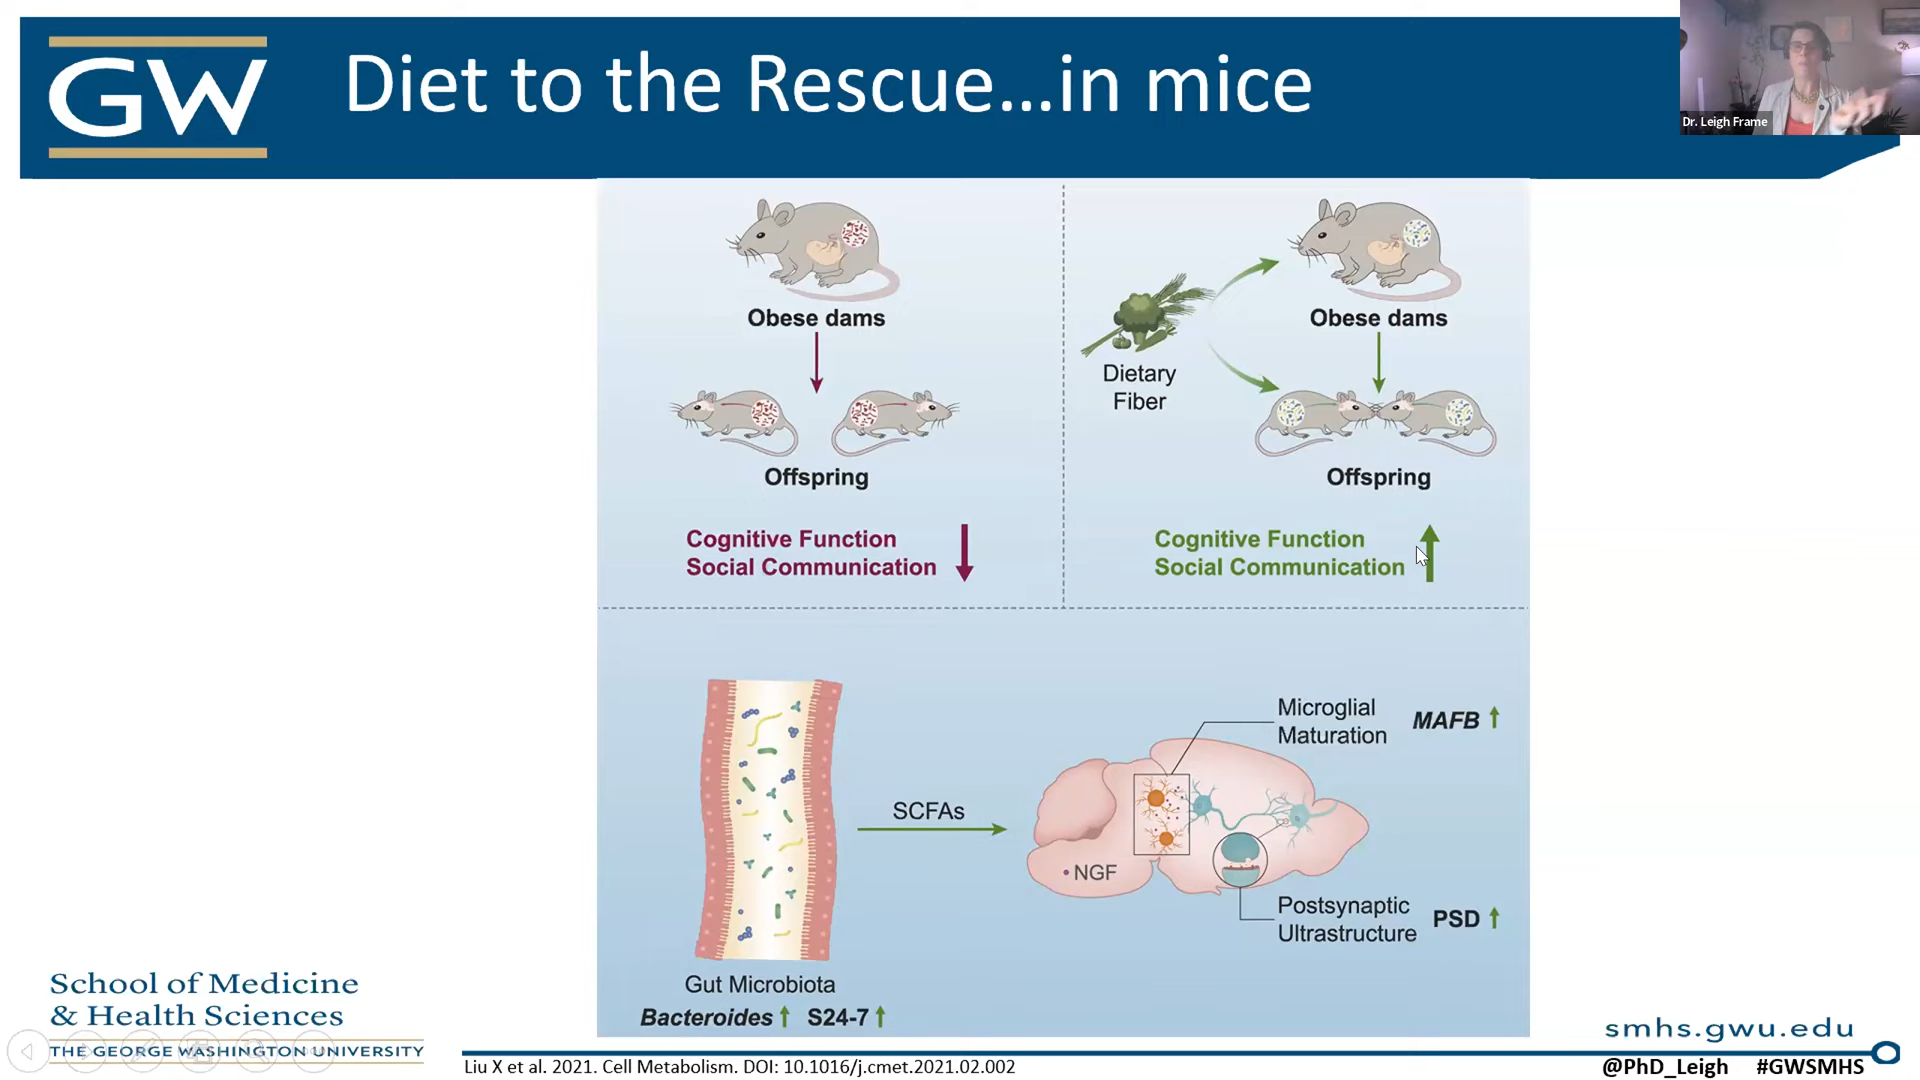 GW
Diet to the Rescue...in mice
Dr. Leigh Frame
Obese dams
Offspring
Cognitive Function
Social Communication
Dietary
Fiber
Obese dams
Offspring
Cognitive Function
Social Communication
Gut Microbiota
Bacteroides S24-7
SCFAs
NGF
Microglial
Maturation
MAFB
Postsynaptic
Ultrastructure
PSD
School of Medicine
& Health Sciences
THE GEORGE WASHINGTON UNIVERSITY
Liu X et al. 2021. Cell Metabolism. DOI: 10.1016/j.cmet.2021.02.002
smhs.gwu.edu
@PhD_Leigh #GWSMHS